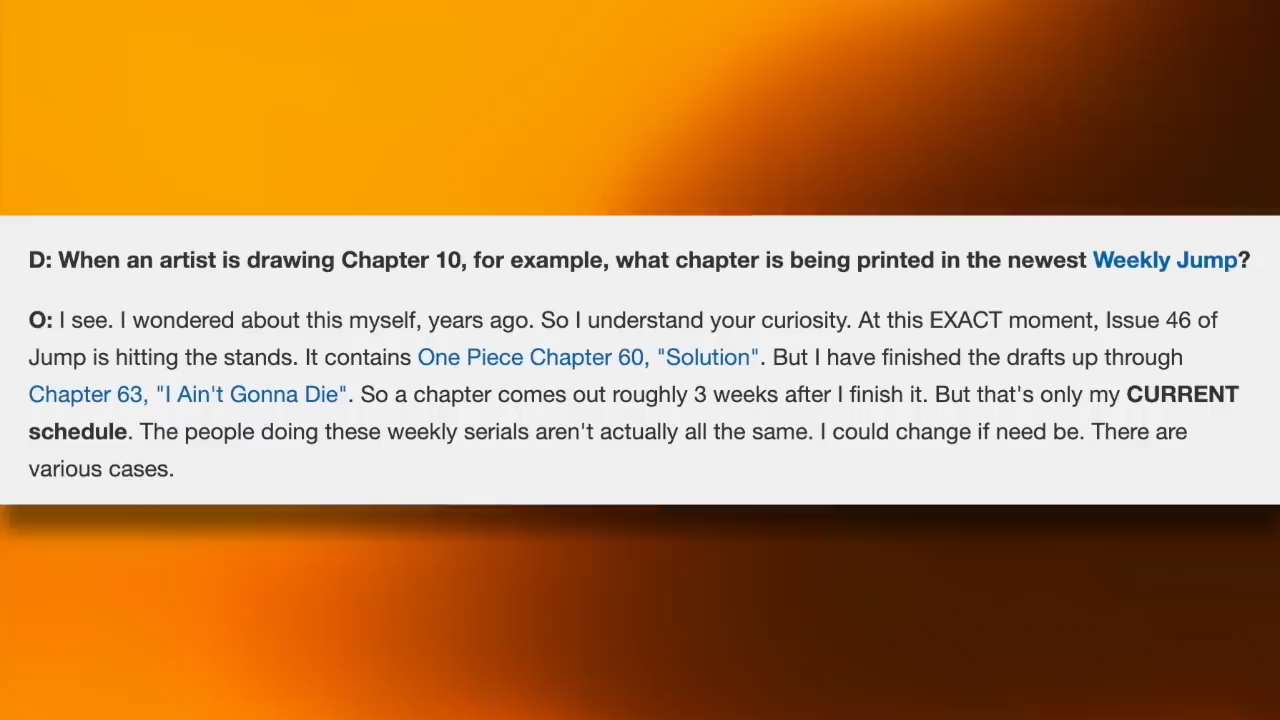 D: When an artist is drawing Chapter 10, for example, what chapter is being printed in the newest Weekly Jump?
O: I see. I wondered about this myself, years ago. So I understand your curiosity. At this EXACT moment, Issue 46 of
Jump is hitting the stands. It contains One Piece Chapter 60, "Solution". But I have finished the drafts up through
Chapter 63, "I Ain't Gonna Die". So a chapter comes out roughly 3 weeks after I finish it. But that's only my CURRENT
schedule. The people doing these weekly serials aren't actually all the same. I could change if need be. There are
various cases.